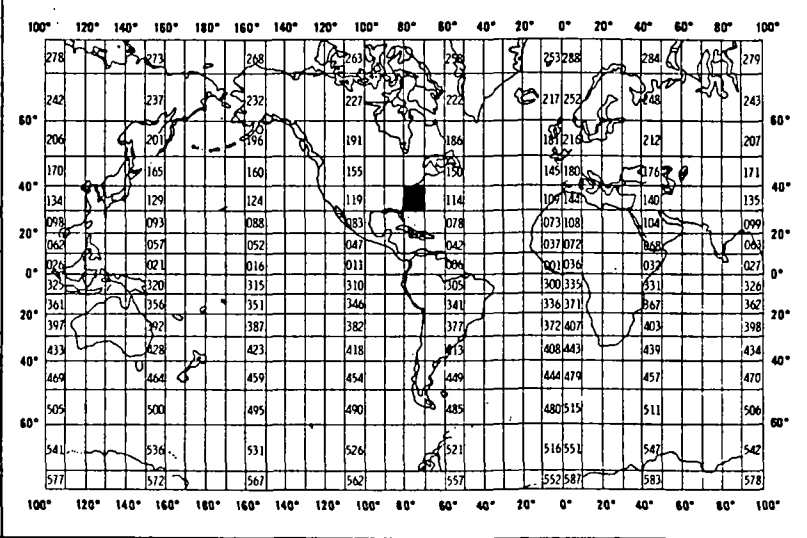 100° 120° 140° 160° 180° 160° 140° 120° 100° 80° 60° 40° 20° 0° 20° 40° 60° 80° 100°
278 273 268 263 258 253 288 284 279
242 237 232 227 222 217 252 248 243
60° 60°
206 201 196 191 186 181 216 212 207
170 165 160 155 150 145 180 176 171
40° 40°
134 129 124 119 114 109 144 140 135
098 093 088 083 078 073 108 104 099
20° 20°
062 057 052 047 042 037 072 068 063
026 021 016 011 006 001 036 032 027
0° 0°
325 320 315 310 305 300 335 331 326
361 356 351 346 341 336 371 367 362
20° 20°
397 392 387 382 377 372 407 403 398
433 428 423 418 413 408 443 439 434
40° 40°
469 464 459 454 449 444 479 457 470
505 500 495 490 485 480 515 511 506
60° 60°
541 536 531 526 521 516 551 547 542
577 572 567 562 557 552 587 583 578
100° 120° 140° 160° 180° 160° 140° 120° 100° 80° 60° 40° 20° 0° 20° 40° 60° 80° 100°